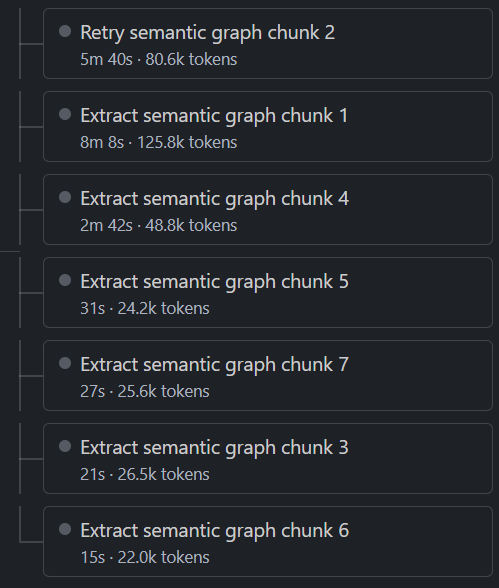 Retry semantic graph chunk 2
5m 40s · 80.6k tokens
Extract semantic graph chunk 1
8m 8s · 125.8k tokens
Extract semantic graph chunk 4
2m 42s · 48.8k tokens
Extract semantic graph chunk 5
31s · 24.2k tokens
Extract semantic graph chunk 7
27s · 25.6k tokens
Extract semantic graph chunk 3
21s · 26.5k tokens
Extract semantic graph chunk 6
15s · 22.0k tokens